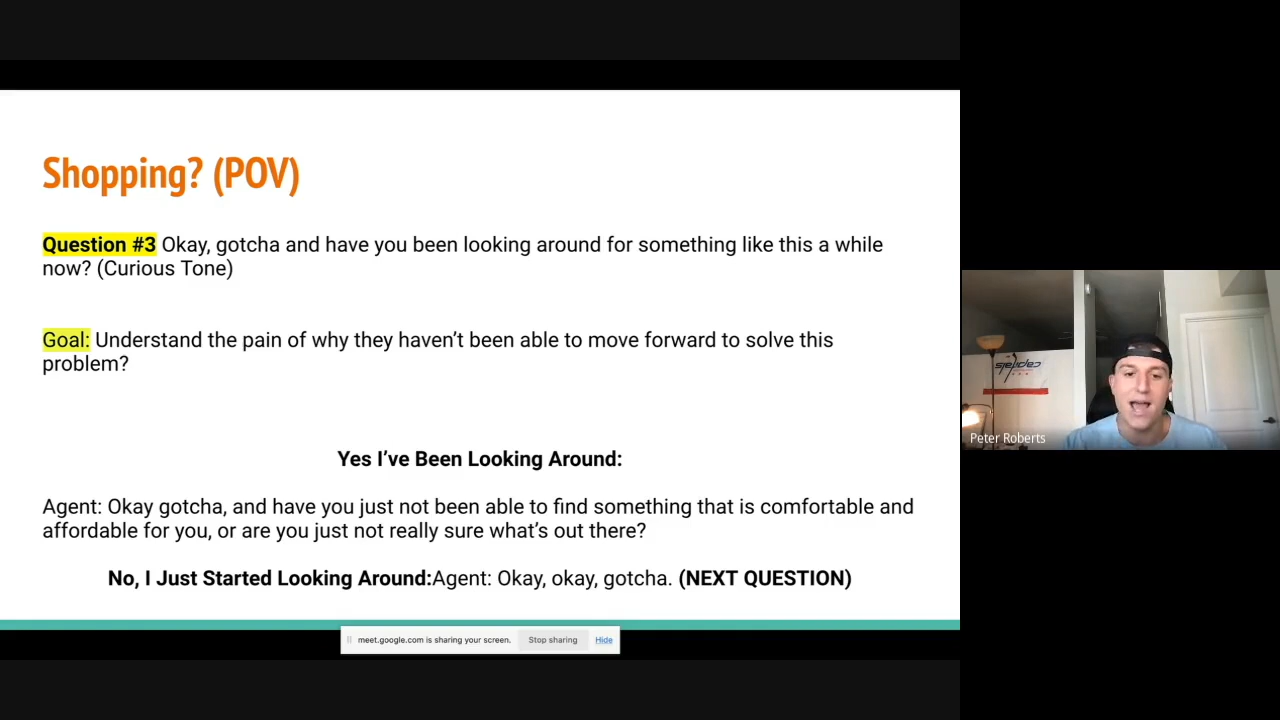 Shopping? (POV)
Question #3 Okay, gotcha and have you been looking around for something like this a while
now? (Curious Tone)
Goal: Understand the pain of why they haven’t been able to move forward to solve this
problem?
Yes I’ve Been Looking Around:
Agent: Okay gotcha, and have you just not been able to find something that is comfortable and
affordable for you, or are you just not really sure what’s out there?
No, I Just Started Looking Around:Agent: Okay, okay, gotcha. (NEXT QUESTION)
meet.google.com is sharing your screen. Stop sharing Hide
capitals
Peter Roberts